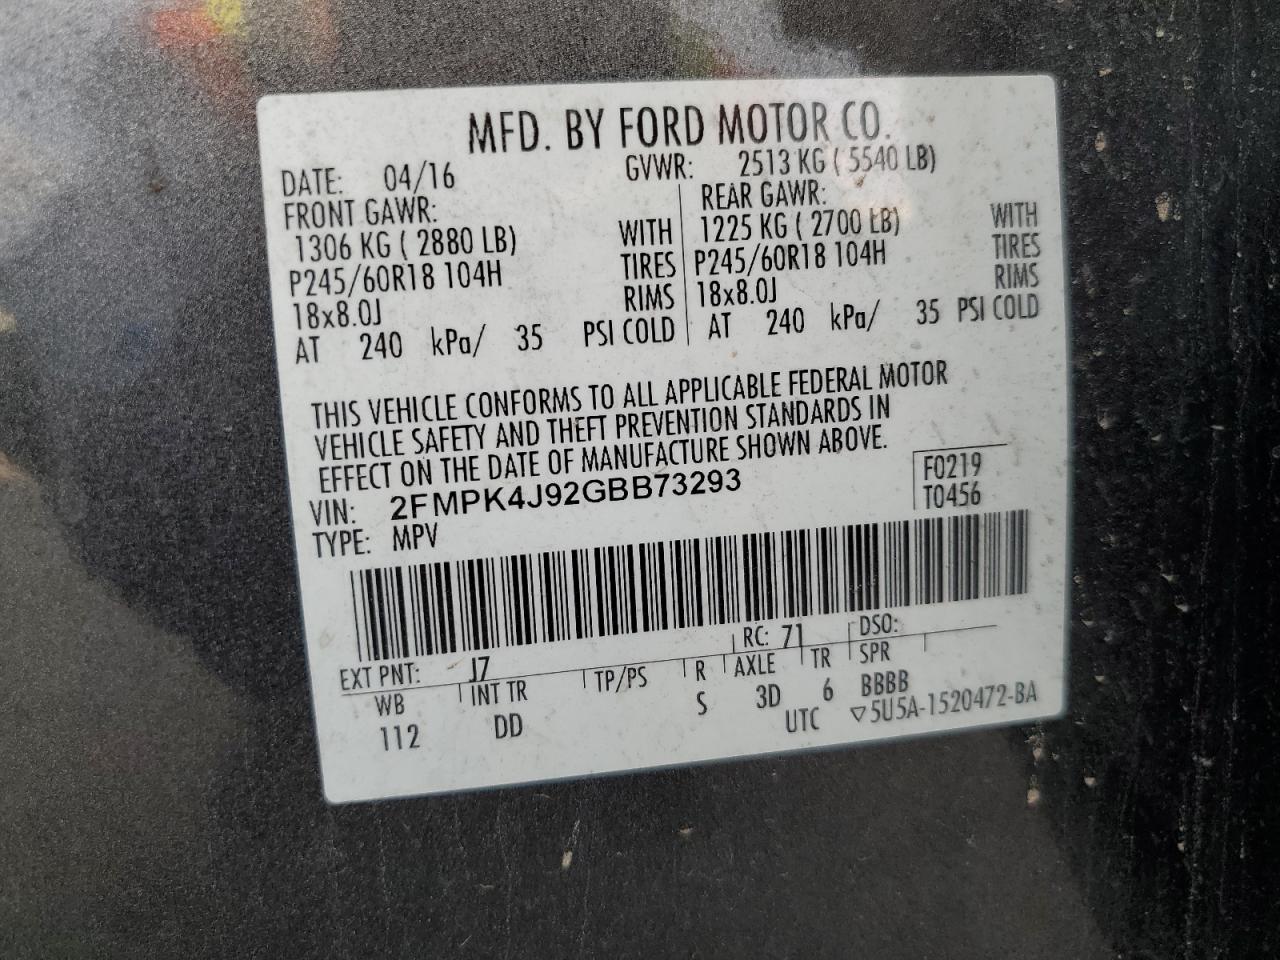 MFD. BY FORD MOTOR CO.
DATE: 04/16 GVWR: 2513 KG ( 5540 LB)
FRONT GAWR: REAR GAWR:
1306 KG ( 2880 LB) WITH 1225 KG ( 2700 LB) WITH
P245/60R18 104H TIRES P245/60R18 104H TIRES
18x8.0J RIMS 18x8.0J RIMS
AT 240 kPa/ 35 PSI COLD AT 240 kPa/ 35 PSI COLD
THIS VEHICLE CONFORMS TO ALL APPLICABLE FEDERAL MOTOR
VEHICLE SAFETY AND THEFT PREVENTION STANDARDS IN
EFFECT ON THE DATE OF MANUFACTURE SHOWN ABOVE.
VIN: 2FMPK4J92GBB73293 F0219
TYPE: MPV T0456
EXT PNT: J7 RC: 71 DSO:
WB INT TR TP/PS R AXLE TR SPR
112 DD S 3D 6 BBBB
UTC ▽5U5A-1520472-BA